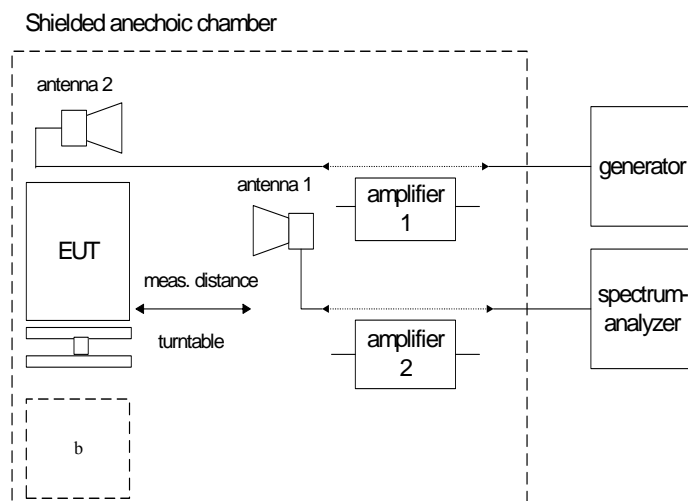 Shielded anechoic chamber
antenna 2
generator
antenna 1
amplifier
1
EUT
meas. distance
spectrum-
analyzer
turntable
amplifier
2
b